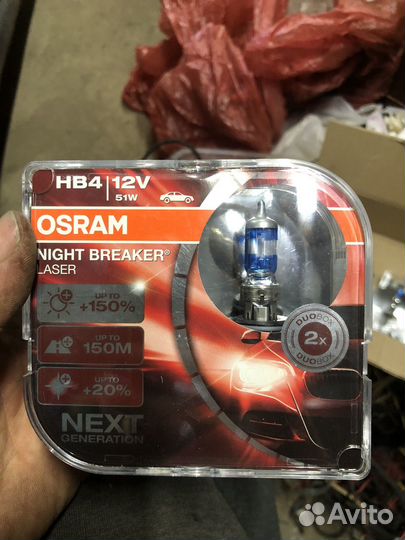 HB4 | 12V
51W
OSRAM
NIGHT BREAKER®
LASER
UP TO
+150%
UP TO
150M
UP TO
+20%
NEXT
GENERATION
DUOBOX
2x
DUOBOX
Avito